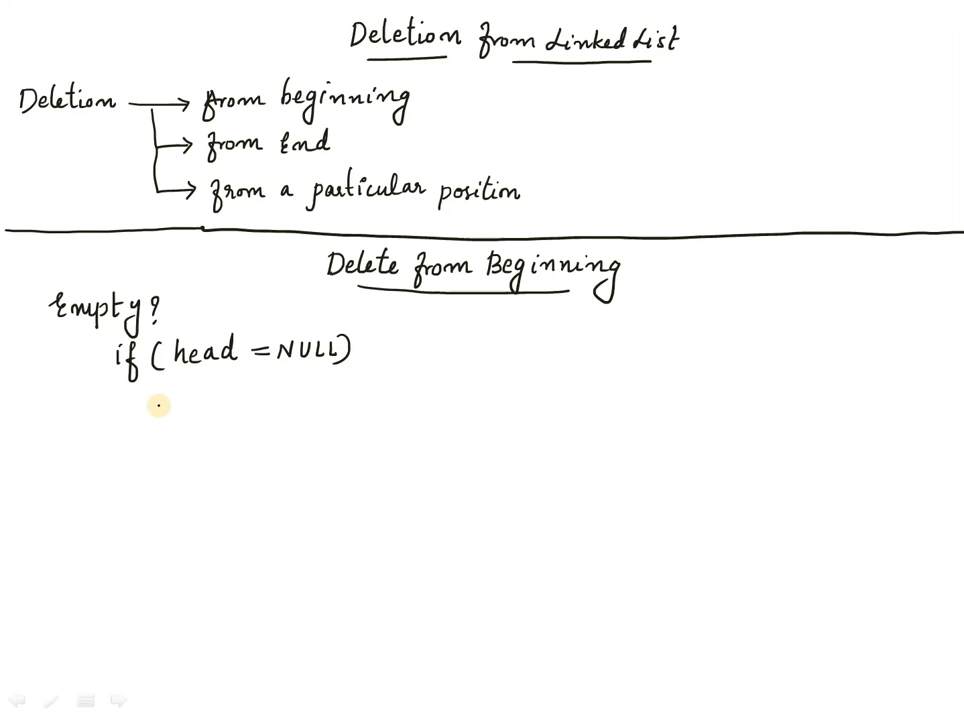 Deletion from Linked List
Deletion → from beginning
→ from End
→ from a particular position
Delete from Beginning
Empty?
if (head = NULL)